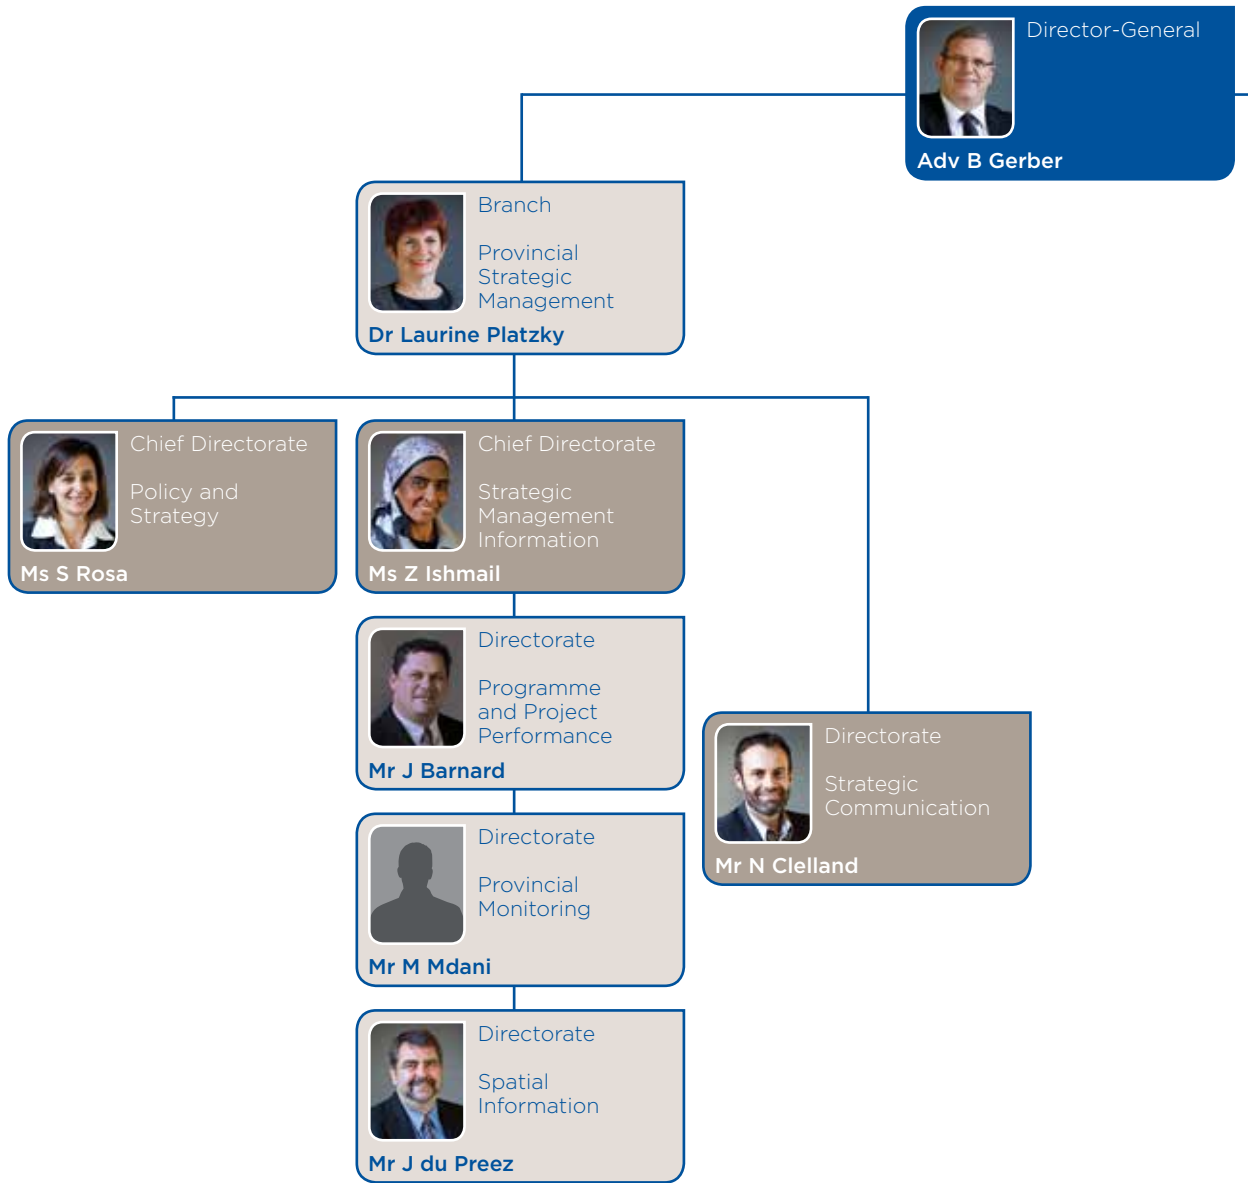 Director-General
Adv B Gerber
Branch
Provincial
Strategic
Management
Dr Laurine Platzky
Chief Directorate
Policy and
Strategy
Ms S Rosa
Chief Directorate
Strategic
Management
Information
Ms Z Ishmail
Directorate
Programme
and Project
Performance
Mr J Barnard
Directorate
Strategic
Communication
Mr N Clelland
Directorate
Provincial
Monitoring
Mr M Mdani
Directorate
Spatial
Information
Mr J du Preez